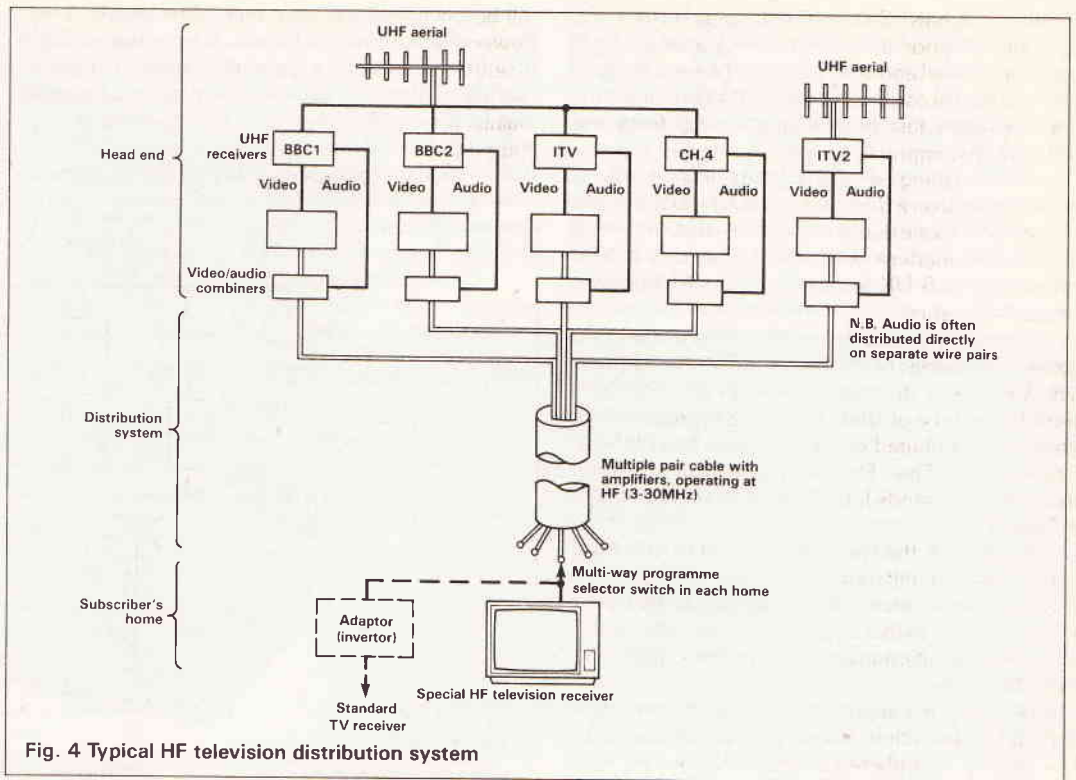 UHF aerial
UHF aerial
Head end
UHF
receivers
BBC1
BBC2
ITV
CH.4
ITV2
Video Audio
Video Audio
Video Audio
Video Audio
Video Audio
Video/audio
combiners
N.B. Audio is often
distributed directly
on separate wire pairs
Distribution
system
Multiple pair cable with
amplifiers, operating at
HF (3-30MHz)
Multi-way programme
selector switch in each home
Subscriber's
home
Adaptor
(invertor)
Special HF television receiver
Standard
TV receiver
Fig. 4 Typical HF television distribution system